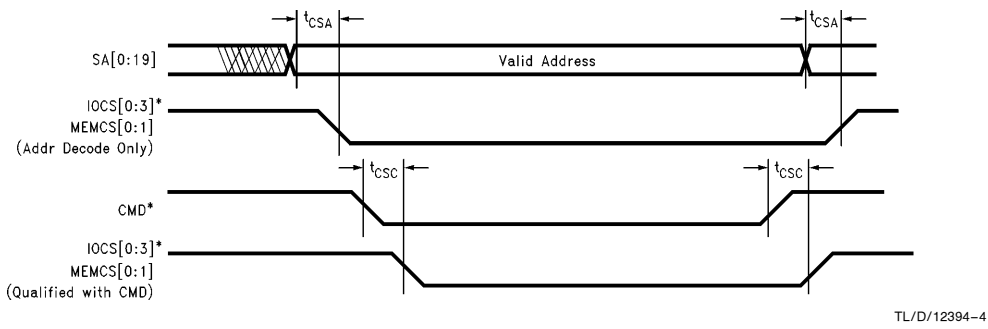 tCSA
tCSA
SA[0:19]
Valid Address
IOCS[0:3]*
MEMCS[0:1]
(Addr Decode Only)
tCSC
tCSC
CMD*
IOCS[0:3]*
MEMCS[0:1]
(Qualified with CMD)
TL/D/12394-4